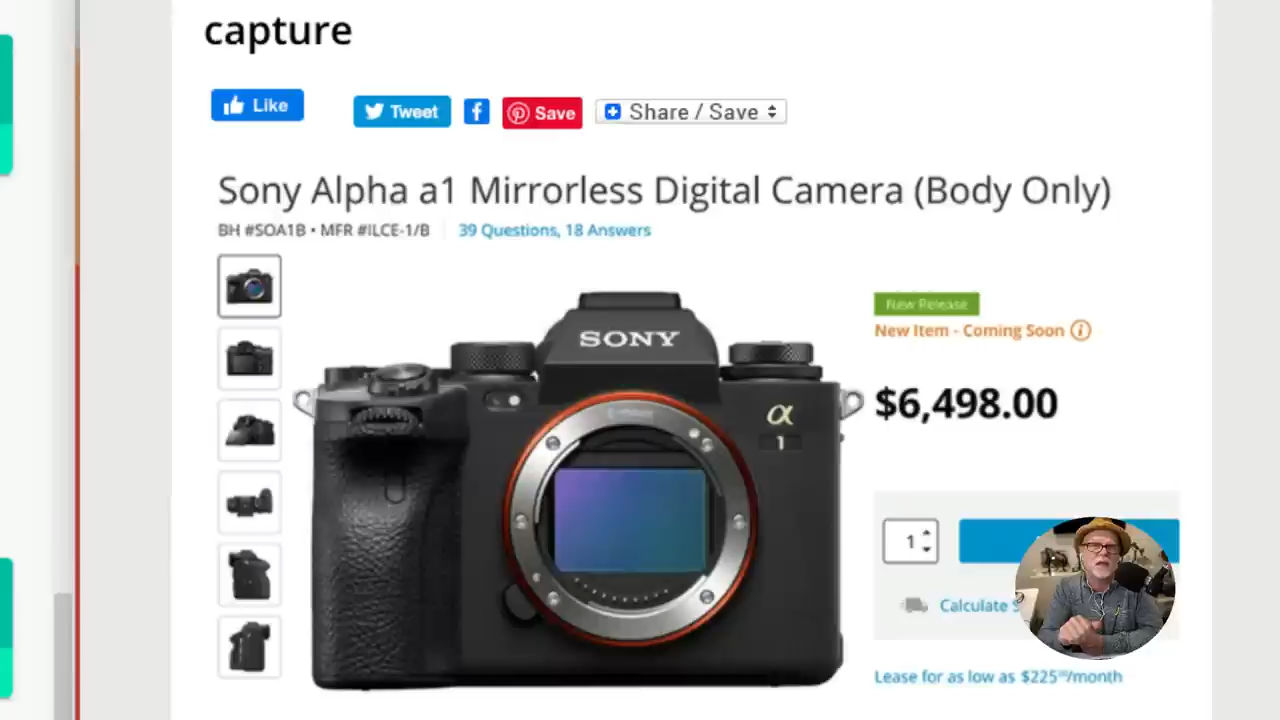 capture
Like
Tweet
Save
Share / Save
Sony Alpha a1 Mirrorless Digital Camera (Body Only)
BH #SOA1B • MFR #ILCE-1/B
39 Questions, 18 Answers
New Release
New Item - Coming Soon
SONY
α
1
$6,498.00
1
Calculate
Lease for as low as $225/month